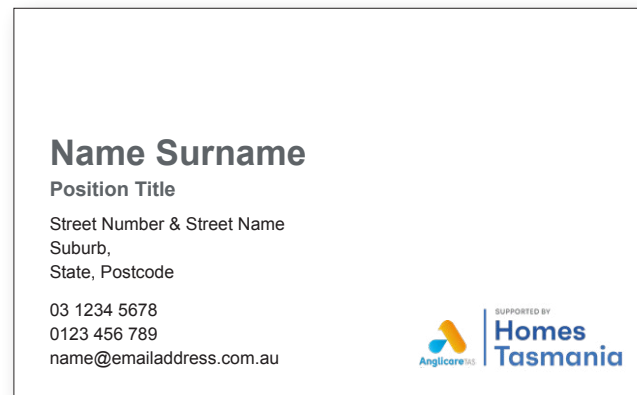 Name Surname
Position Title
Street Number & Street Name
Suburb,
State, Postcode
03 1234 5678
0123 456 789
name@emailaddress.com.au
AnglicareTAS
SUPPORTED BY
Homes
Tasmania